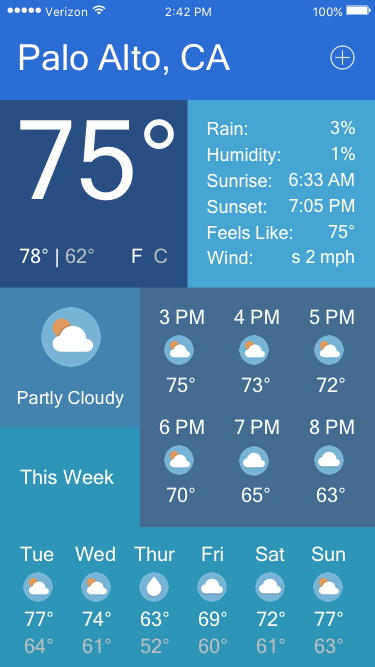 Verizon 2:42 PM 100%
Palo Alto, CA
75°
78° | 62° F C
Rain: 3%
Humidity: 1%
Sunrise: 6:33 AM
Sunset: 7:05 PM
Feels Like: 75°
Wind: s 2 mph
Partly Cloudy
3 PM 4 PM 5 PM
75° 73° 72°
6 PM 7 PM 8 PM
70° 65° 63°
This Week
Tue Wed Thur Fri Sat Sun
77° 74° 63° 69° 72° 77°
64° 61° 52° 60° 61° 63°